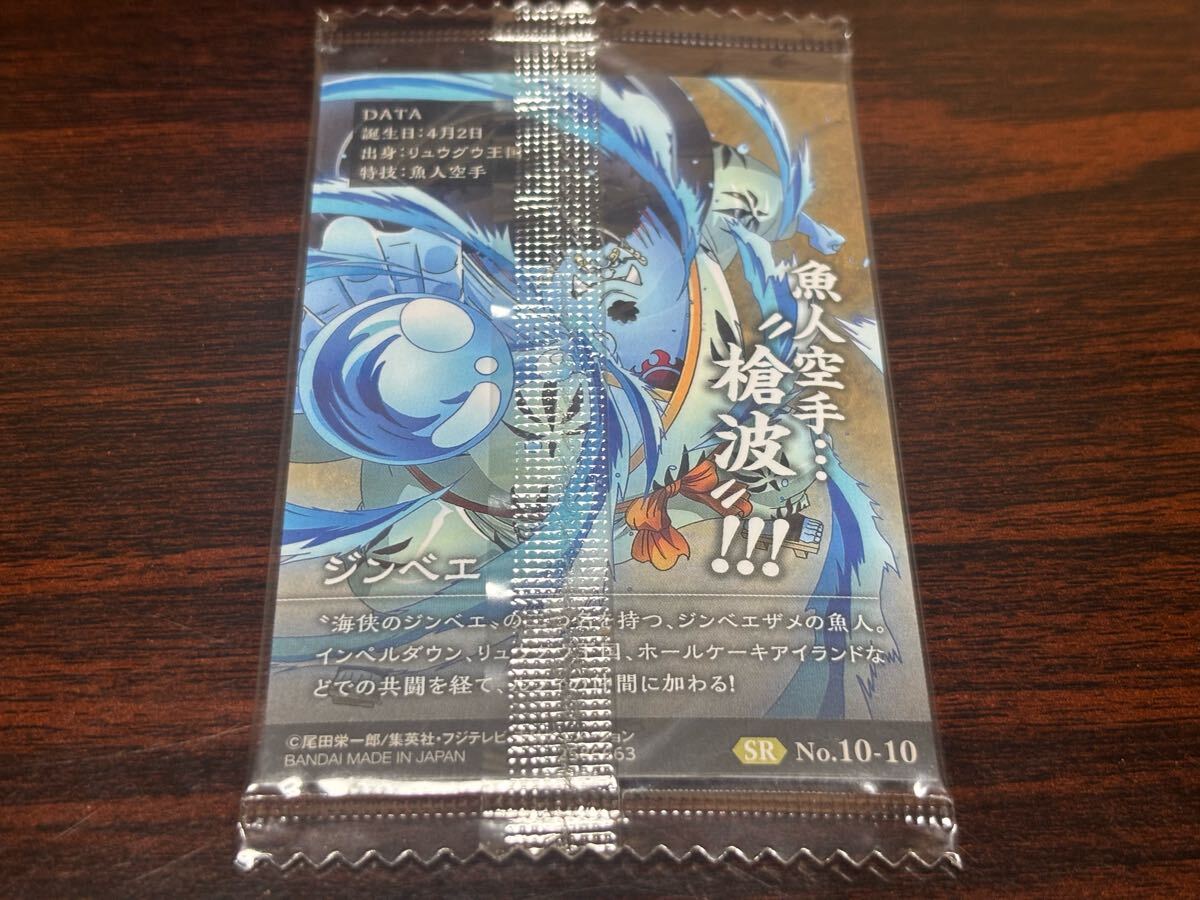 DATA
誕生日：4月2日
出身：リュウグウ王国
特技：魚人空手
魚人空手…
〝槍波〟!!!
ジンベエ
〝海侠のジンベエ〟の を持つ、ジンベエザメの魚人。
インペルダウン、リュウグウ王国、ホールケーキアイランドな
どでの共闘を経て、 の仲間に加わる!
©尾田栄一郎/集英社・フジテレビ
BANDAI MADE IN JAPAN
SR No.10-10